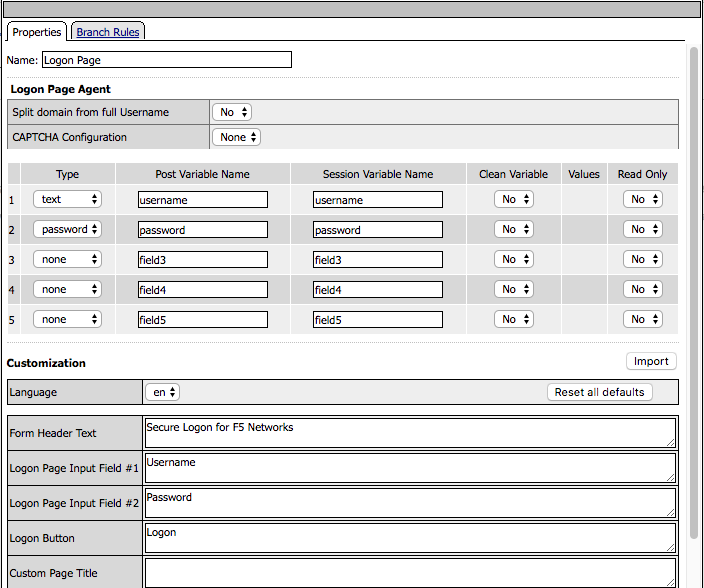 Properties Branch Rules
Name: Logon Page
Logon Page Agent
Split domain from full Username No
CAPTCHA Configuration None
Type Post Variable Name Session Variable Name Clean Variable Values Read Only
1 text username username No No
2 password password password No No
3 none field3 field3 No No
4 none field4 field4 No No
5 none field5 field5 No No
Customization Import
Language en Reset all defaults
Form Header Text Secure Logon for F5 Networks
Logon Page Input Field #1 Username
Logon Page Input Field #2 Password
Logon Button Logon
Custom Page Title